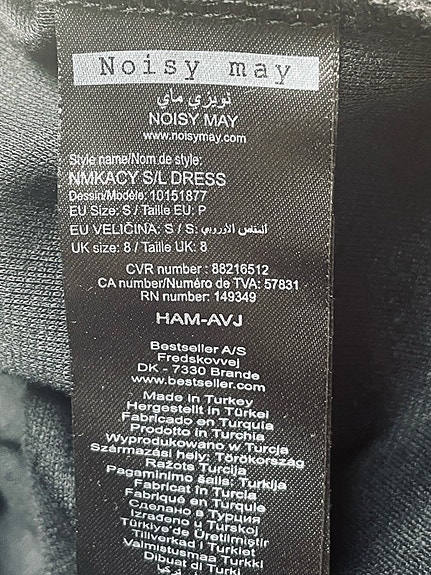 Noisy may
نويزي ماي
NOISY MAY
www.noisymay.com
Style name/Nom de style:
NMKACY S/L DRESS
Dessin/Modèle: 10151877
EU Size: S / Taille EU: P
EU VELIČINA: S / S: المقاس الأوروبي
UK size: 8 / Taille UK: 8
CVR number : 88216512
CA number/Numéro de TVA: 57831
RN number: 149349
HAM-AVJ
Bestseller A/S
Fredskovvej
DK - 7330 Brande
www.bestseller.com
Made in Turkey
Hergestellt in Türkei
Fabricado en Turquía
Prodotto in Turchia
Wyprodukowano w Turcja
Származási hely: Törökország
Ražots Turcija
Pagaminimo šalis: Turkija
Fabricat în Turcia
Fabriqué en Turquie
Сделано в Турция
Izrađeno u Turskoj
Türkiye'de Üretilmiştir
Tillverkad i Turkiet
Valmistusmaa Turkki
Dibuat di Turki